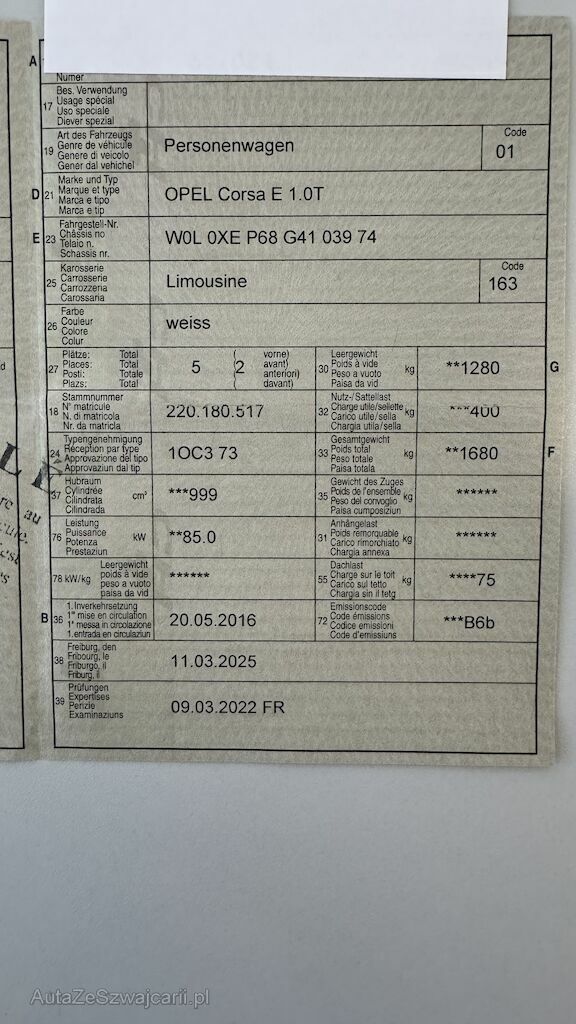 A
Numer
17 Bes. Verwendung
Usage spécial
Uso speciale
Diever spezial
19 Art des Fahrzeugs
Genre de véhicule
Genere di veicolo
Gener dal vehichel
Personenwagen
Code
01
D 21 Marke und Typ
Marque et type
Marca e tipo
Marca e tip
OPEL Corsa E 1.0T
E 23 Fahrgestell-Nr.
Châssis no
Telaio n.
Schassis nr.
W0L 0XE P68 G41 039 74
25 Karosserie
Carrosserie
Carrozzeria
Carossaria
Limousine
Code
163
26 Farbe
Couleur
Colore
Colur
weiss
27 Plätze: Total
Places: Total
Posti: Totale
Plazs: Total
5 (2 vorne)
( avant)
( anteriori)
( davant)
G
30 Leergewicht
Poids à vide
Peso a vuoto
Paisa da vid
kg
**1280
18 Stammnummer
N° matricule
N. di matricola
Nr. da matricla
220.180.517
32 Nutz-/Sattellast
Charge utile/sellette
Carico utile/sella
Chargia utila/sella
kg
***400
24 Typengenehmigung
Réception par type
Approvazione del tipo
Approvaziun dal tip
1OC3 73
33 Gesamtgewicht
Poids total
Peso totale
Paisa totala
kg
**1680
F
37 Hubraum
Cylindrée
Cilindrata
Cilindrada
cm³
***999
35 Gewicht des Zuges
Poids de l'ensemble
Peso del convoglio
Paisa cumposiziun
kg
******
76 Leistung
Puissance
Potenza
Prestaziun
kW
**85.0
31 Anhängelast
Poids remorquable
Carico rimorchiato
Chargia annexa
kg
******
78 kW/kg
Leergewicht
poids à vide
peso a vuoto
paisa da vid
******
55 Dachlast
Charge sur le toit
Carico sul tetto
Chargia sin il tetg
kg
****75
B 36 1.Inverkehrsetzung
1re mise en circulation
1a messa in circolazione
1.entrada en circulaziun
20.05.2016
72 Emissionscode
Code émissions
Codice emissioni
Code d'emissiuns
***B6b
38 Freiburg, den
Fribourg, le
Friburgo, il
Friburg, il
11.03.2025
39 Prüfungen
Expertises
Perizie
Examinaziuns
09.03.2022 FR
AutaZeSzwajcarii.pl